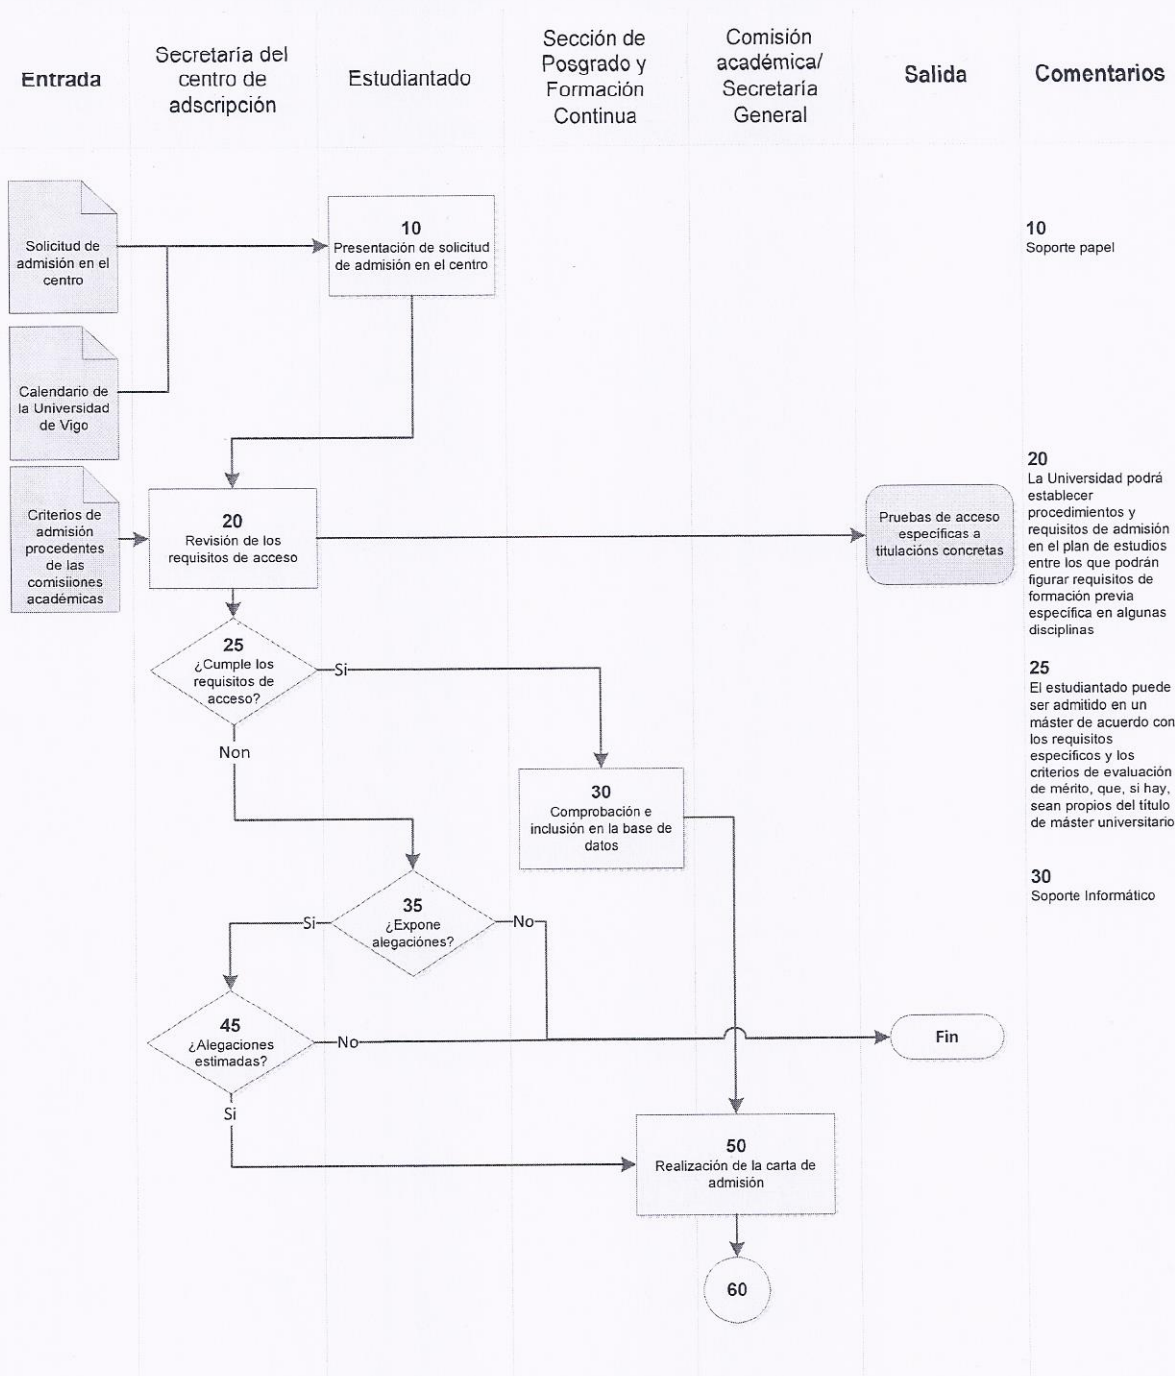 Entrada
Secretaría del
centro de
adscripción
Estudiantado
Sección de
Posgrado y
Formación
Continua
Comisión
académica/
Secretaría
General
Salida
Comentarios
Solicitud de
admisión en el
centro
10
Presentación de solicitud
de admisión en el centro
10
Soporte papel
Calendario de
la Universidad
de Vigo
Criterios de
admisión
procedentes
de las
comisiiones
académicas
20
Revisión de los
requisitos de acceso
Pruebas de acceso
específicas a
titulacións concretas
20
La Universidad podrá
establecer
procedimientos y
requisitos de admisión
en el plan de estudios
entre los que podrán
figurar requisitos de
formación previa
específica en algunas
disciplinas
25
¿Cumple los
requisitos de
acceso?
Si
Non
25
El estudiantado puede
ser admitido en un
máster de acuerdo con
los requisitos
específicos y los
criterios de evaluación
de mérito, que, si hay,
sean propios del título
de máster universitario
30
Comprobación e
inclusión en la base de
datos
30
Soporte Informático
35
¿Expone
alegaciónes?
Si
No
45
¿Alegaciones
estimadas?
No
Si
Fin
50
Realización de la carta de
admisión
60